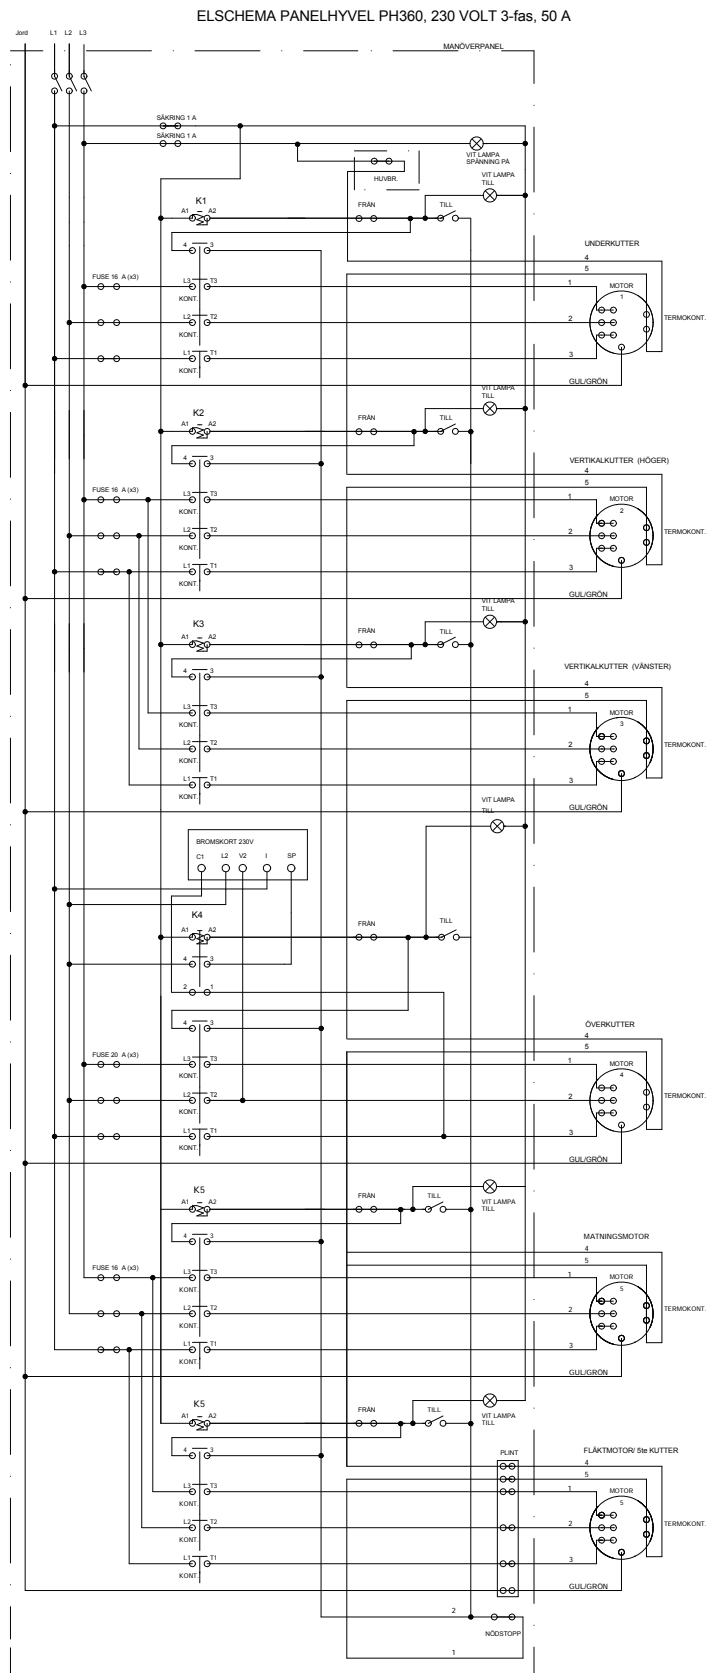 ELSCHEMA PANELHYVEL PH360, 230 VOLT 3-fas, 50 A
Jord L1 L2 L3
MANÖVERPANEL
SÄKRING 1 A
SÄKRING 1 A
VIT LAMPA
SPÄNNING PÅ
HUVBR.
VIT LAMPA
TILL
K1
A1 A2
FRÅN
TILL
4 3
UNDERKUTTER
4
5
FUSE 16 A (x3)
L3 T3
KONT.
1
MOTOR
1
L2 T2
KONT.
2
TERMOKONT.
L1 T1
KONT.
3
GUL/GRÖN
VIT LAMPA
TILL
K2
A1 A2
FRÅN
TILL
4 3
VERTIKALKUTTER (HÖGER)
4
5
FUSE 16 A (x3)
L3 T3
KONT.
1
MOTOR
2
L2 T2
KONT.
2
TERMOKONT.
L1 T1
KONT.
3
GUL/GRÖN
VIT LAMPA
TILL
K3
A1 A2
FRÅN
TILL
4 3
VERTIKALKUTTER (VÄNSTER)
4
5
L3 T3
KONT.
1
MOTOR
3
L2 T2
KONT.
2
TERMOKONT.
L1 T1
KONT.
3
GUL/GRÖN
VIT LAMPA
TILL
BROMSKORT 230V
C1 L2 V2 I SP
K4
A1 A2
FRÅN
TILL
4 3
2 1
4 3
ÖVERKUTTER
4
5
FUSE 20 A (x3)
L3 T3
KONT.
1
MOTOR
4
L2 T2
KONT.
2
TERMOKONT.
L1 T1
KONT.
3
GUL/GRÖN
K5
A1 A2
FRÅN
TILL
VIT LAMPA
TILL
4 3
MATNINGSMOTOR
4
5
FUSE 16 A (x3)
L3 T3
KONT.
1
MOTOR
5
L2 T2
KONT.
2
TERMOKONT.
L1 T1
KONT.
3
GUL/GRÖN
K5
A1 A2
FRÅN
TILL
VIT LAMPA
TILL
4 3
PLINT
FLÄKTMOTOR/ 5te KUTTER
4
5
L3 T3
KONT.
1
MOTOR
5
L2 T2
KONT.
2
TERMOKONT.
L1 T1
KONT.
3
GUL/GRÖN
2
NÖDSTOPP
1